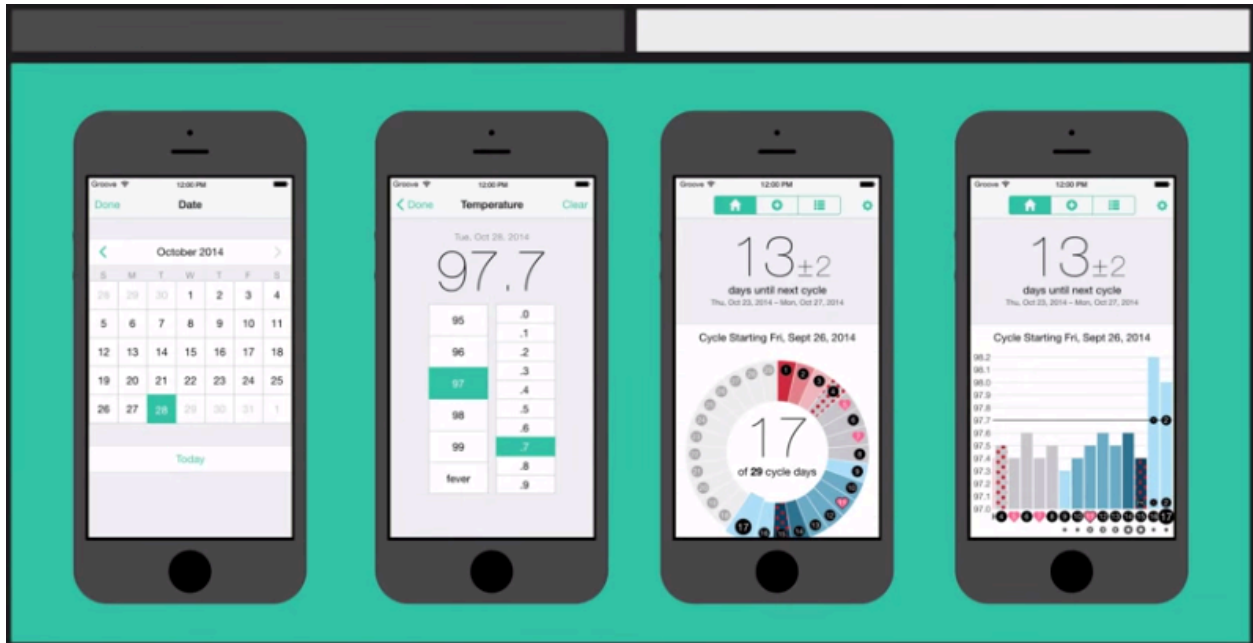 Groove 12:00 PM
Done Date
October 2014
S M T W T F S
28 29 30 1 2 3 4
5 6 7 8 9 10 11
12 13 14 15 16 17 18
19 20 21 22 23 24 25
26 27 28 29 30 31 1
Today
Groove 12:00 PM
Done Temperature Clear
Tue, Oct 28, 2014
97.7
95
96
97
98
99
fever
.0
.1
.2
.3
.4
.5
.6
.7
.8
.9
Groove 12:00 PM
13±2
days until next cycle
Thu, Oct 23, 2014 – Mon, Oct 27, 2014
Cycle Starting Fri, Sept 26, 2014
1 2 3
17
of 29 cycle days
17
Groove 12:00 PM
13±2
days until next cycle
Thu, Oct 23, 2014 – Mon, Oct 27, 2014
Cycle Starting Fri, Sept 26, 2014
98.2
98.1
98.0
97.9
97.8
97.7
97.6
97.5
97.4
97.3
97.2
97.1
97.0
17